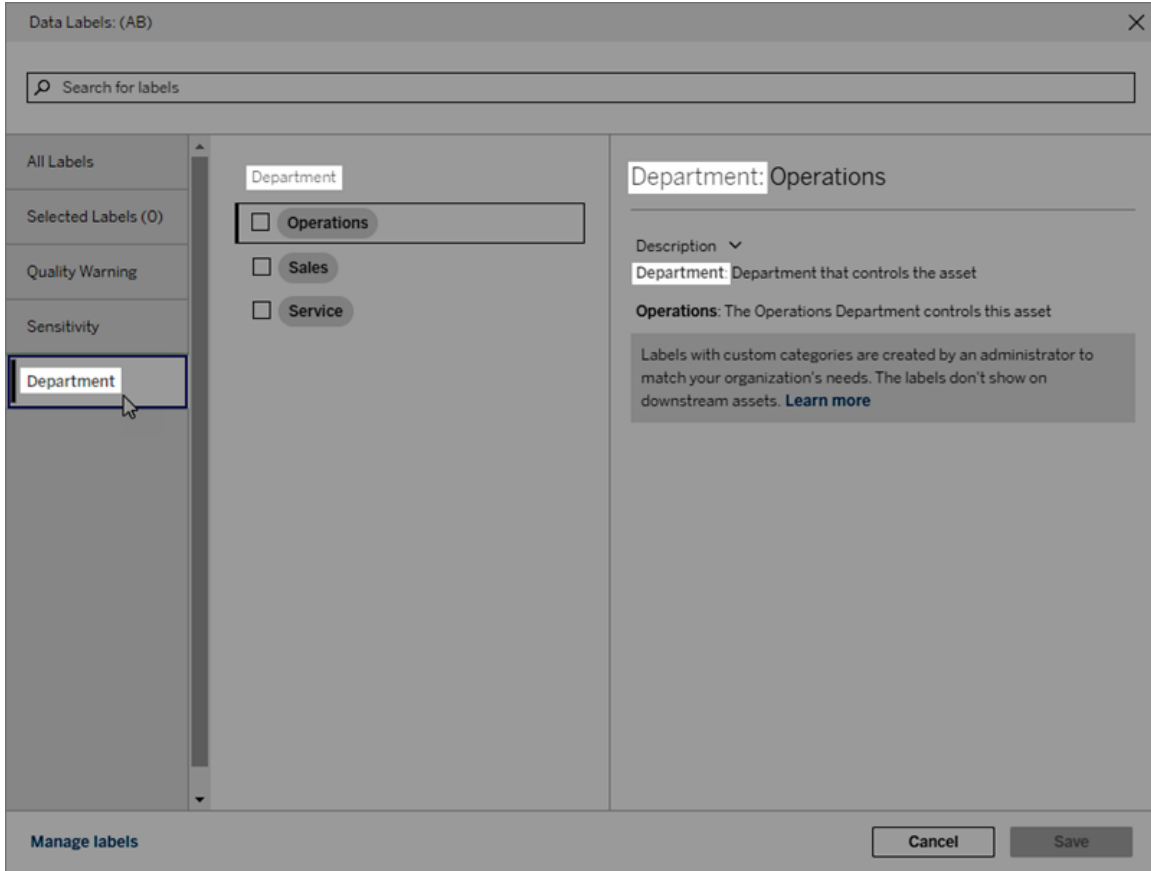 Data Labels: (AB)
Search for labels
All Labels
Selected Labels (0)
Quality Warning
Sensitivity
Department
Department
Operations
Sales
Service
Department: Operations
Description
Department: Department that controls the asset
Operations: The Operations Department controls this asset
Labels with custom categories are created by an administrator to
match your organization's needs. The labels don't show on
downstream assets. Learn more
Manage labels
Cancel
Save